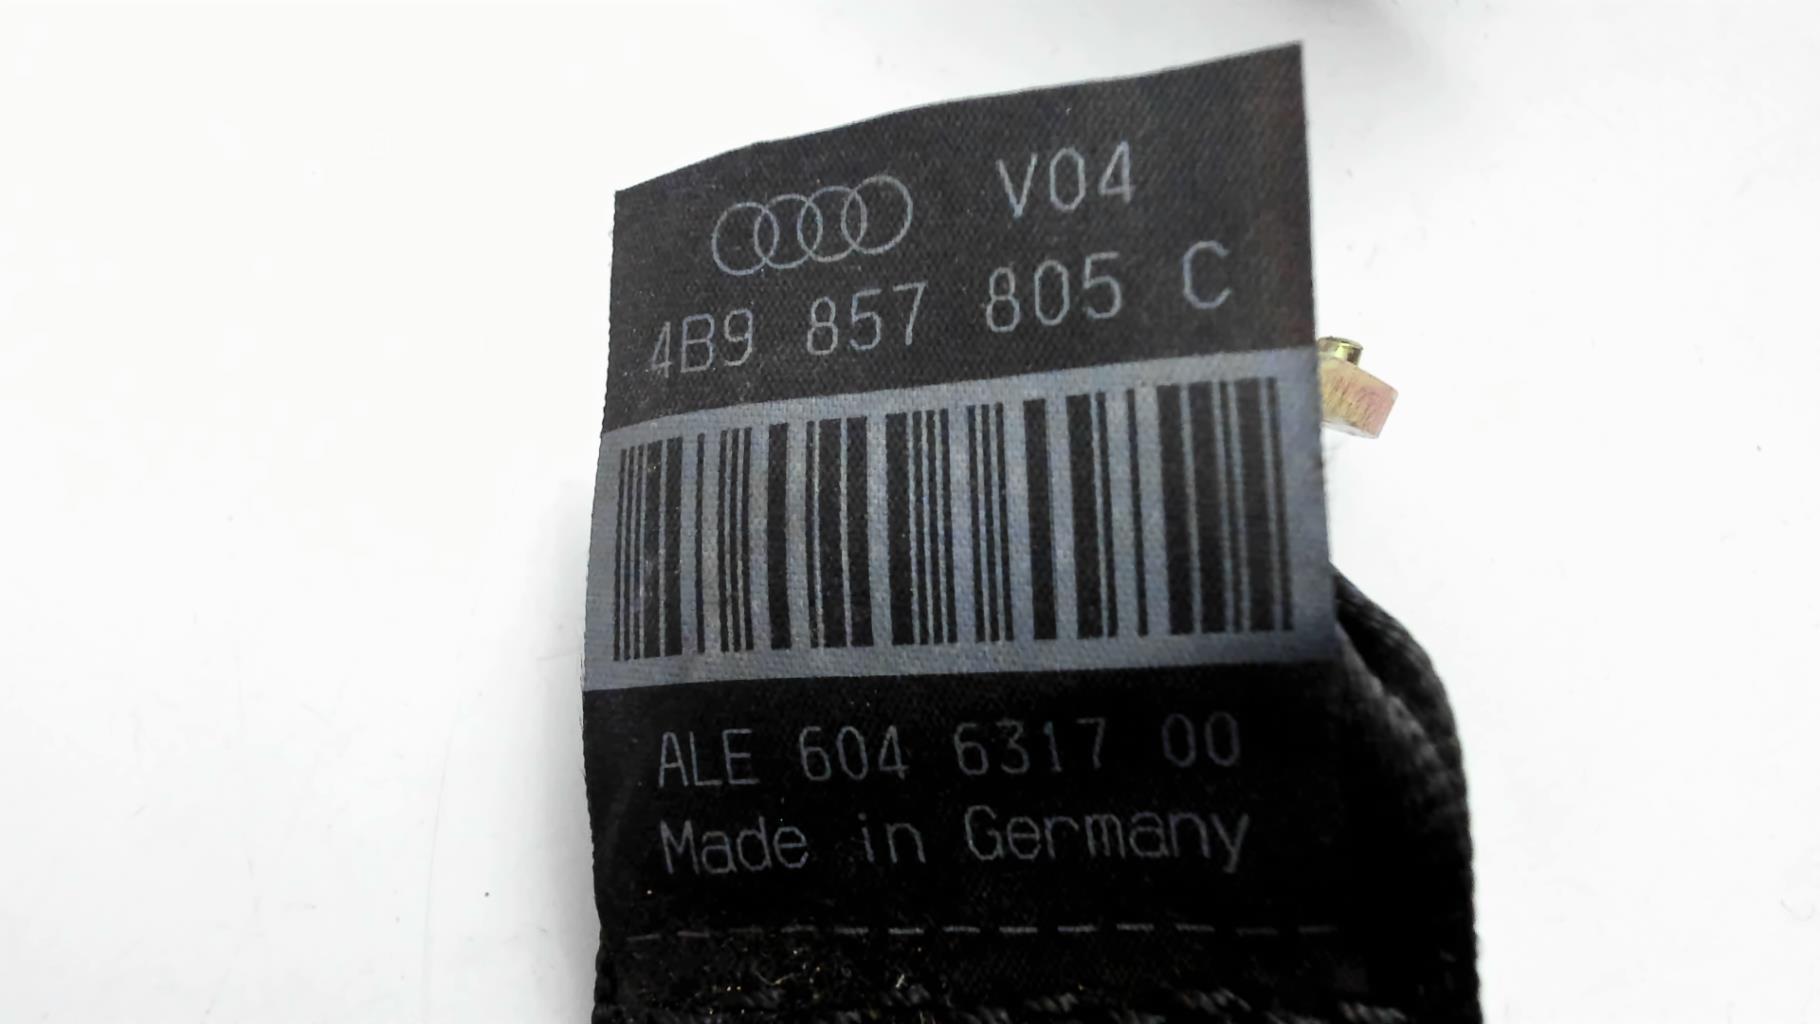 V04
4B9 857 805 C
ALE 604 6317 00
Made in Germany